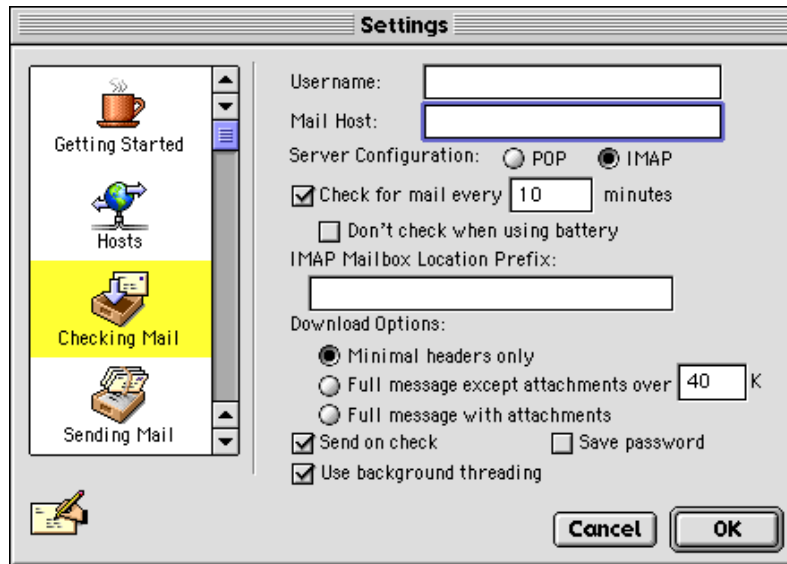 Settings
Getting Started
Hosts
Checking Mail
Sending Mail
Username:
Mail Host:
Server Configuration: POP IMAP
Check for mail every 10 minutes
Don't check when using battery
IMAP Mailbox Location Prefix:
Download Options:
Minimal headers only
Full message except attachments over 40 K
Full message with attachments
Send on check Save password
Use background threading
Cancel OK